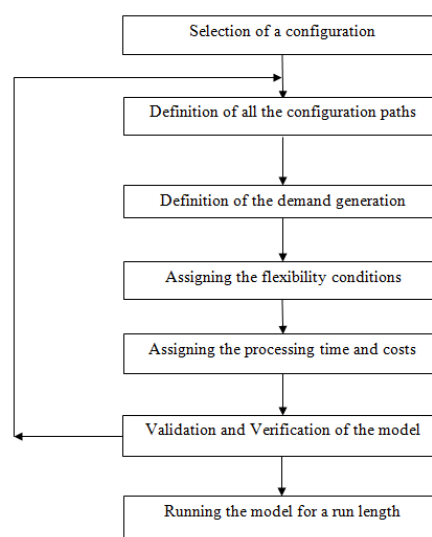 Selection of a configuration
Definition of all the configuration paths
Definition of the demand generation
Assigning the flexibility conditions
Assigning the processing time and costs
Validation and Verification of the model
Running the model for a run length